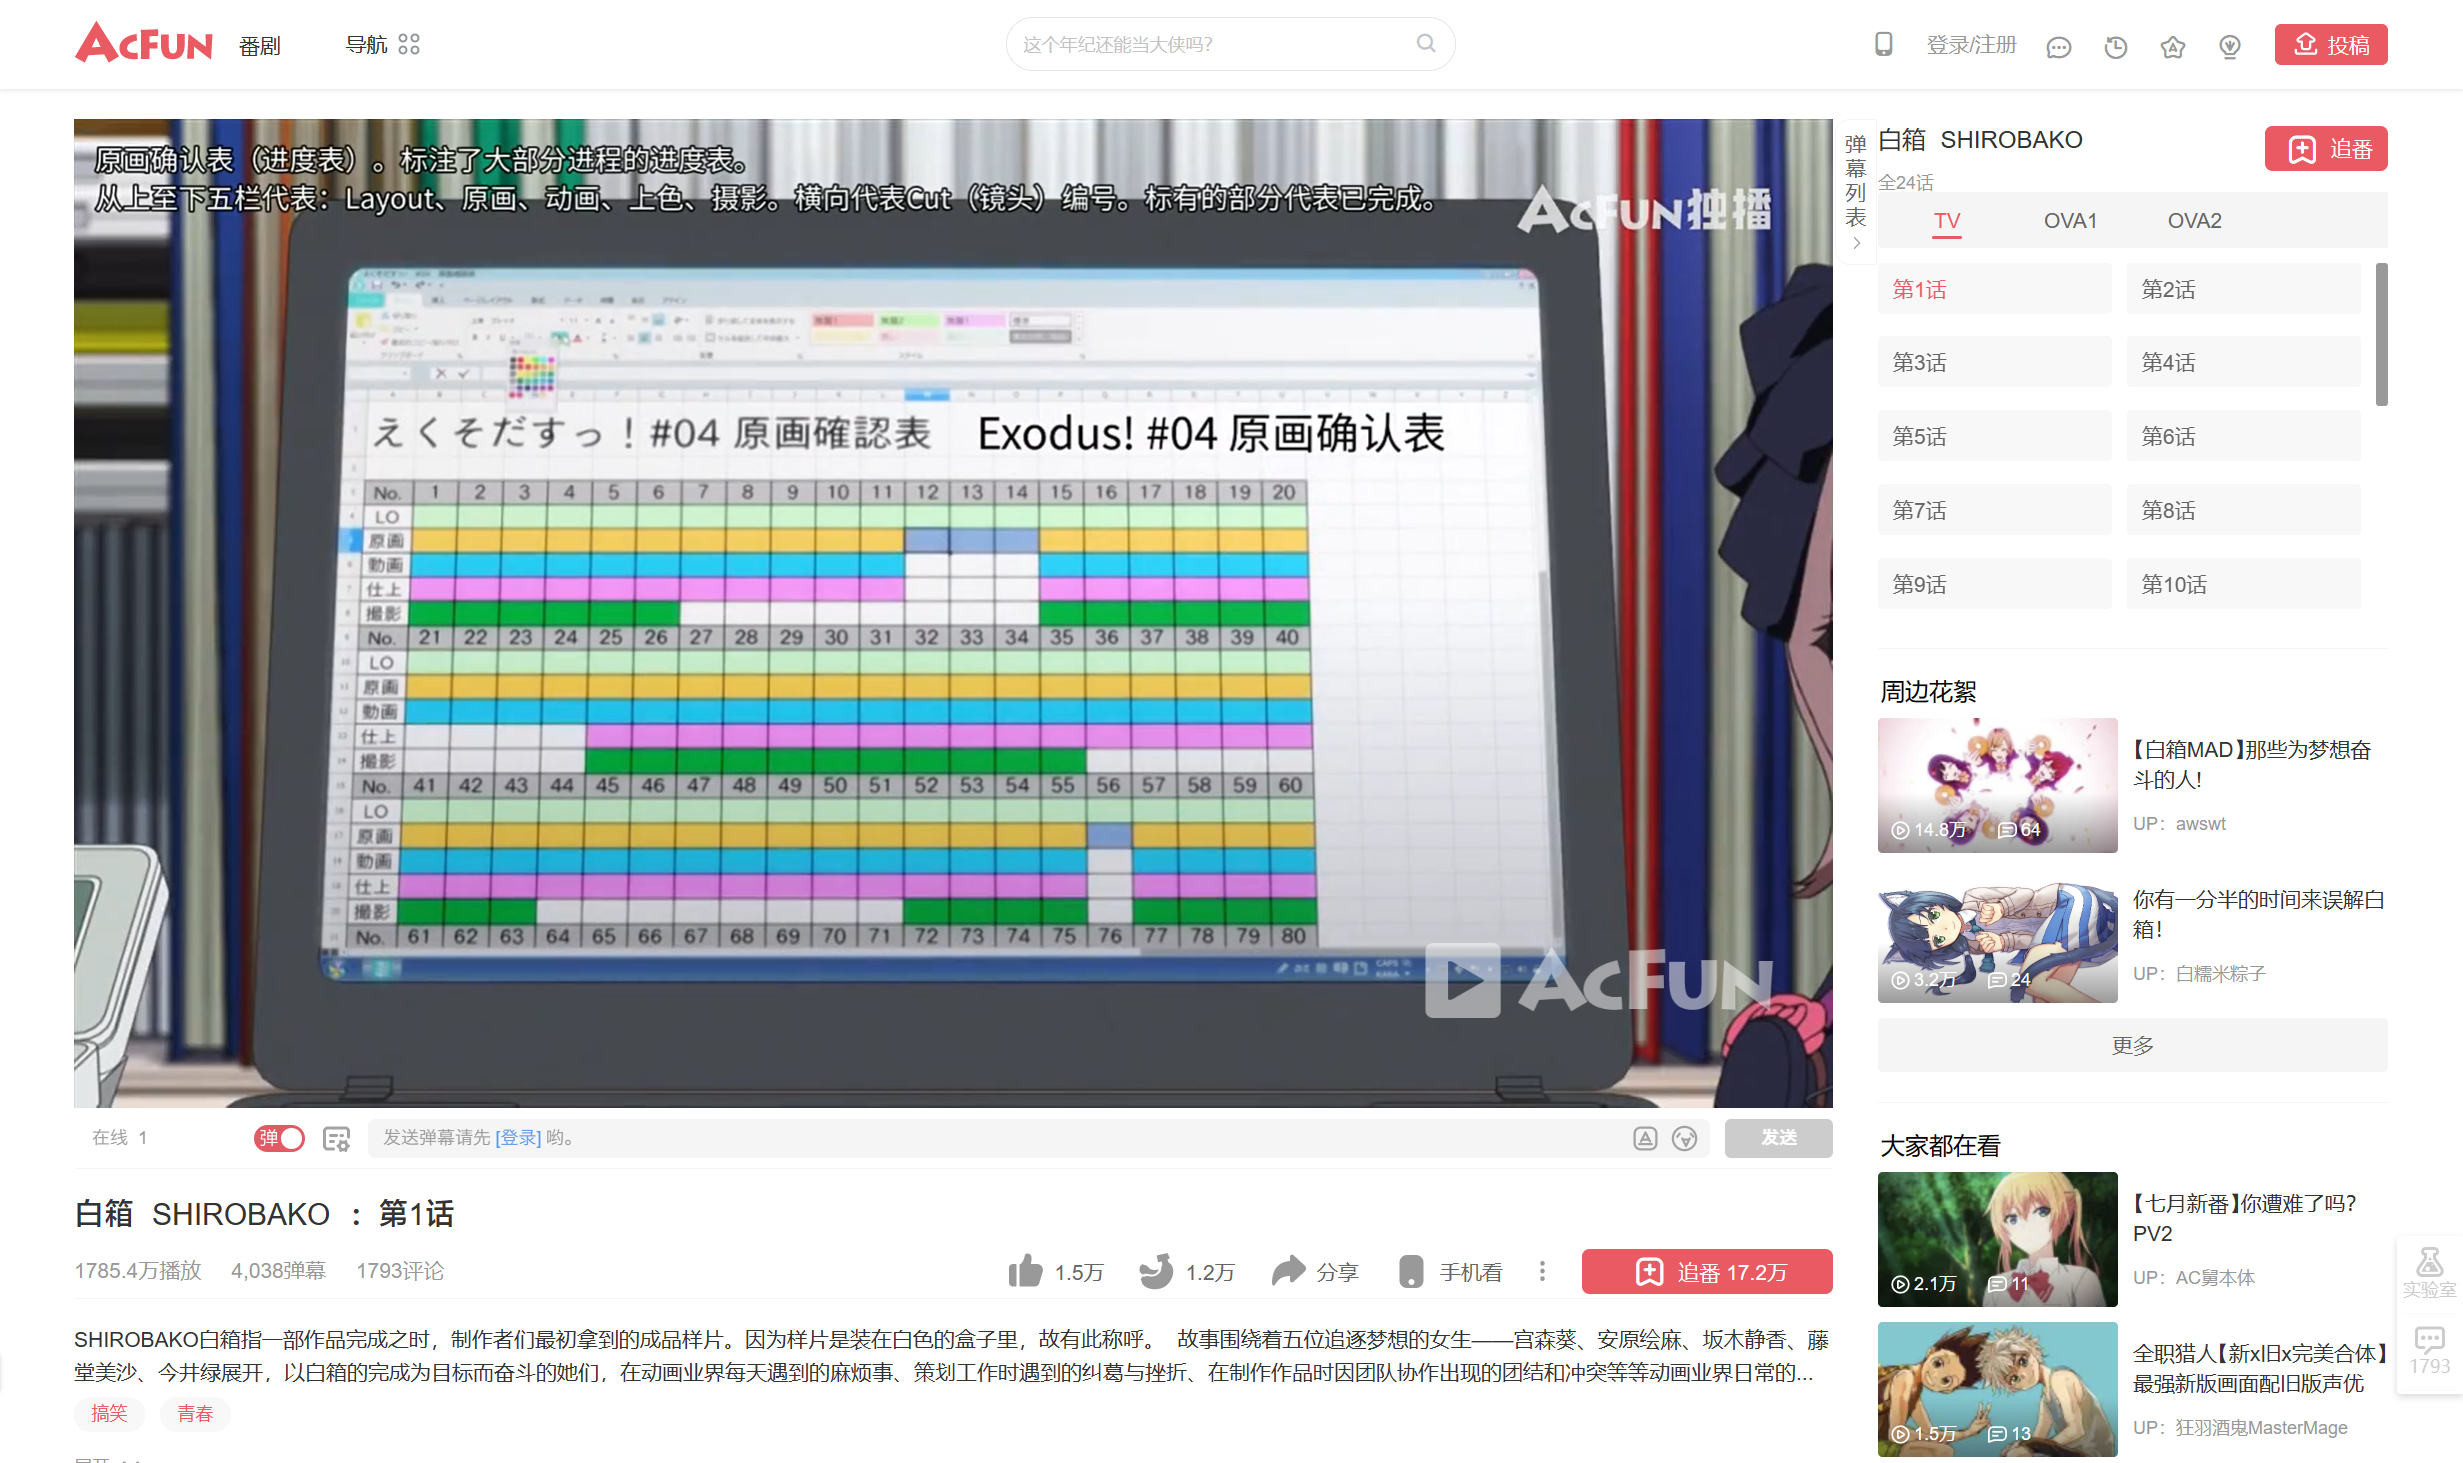 AcFun
番剧
导航
这个年纪还能当大侠吗?
登录/注册
投稿
原画确认表（进度表）。标注了大部分进程的进度表。
从上至下五栏代表：Layout、原画、动画、上色、摄影。横向代表Cut（镜头）编号。标有的部分代表已完成。
AcFun独播
えくそだすっ！#04 原画確認表
Exodus! #04 原画确认表
No. 1 2 3 4 5 6 7 8 9 10 11 12 13 14 15 16 17 18 19 20
LO
原画
動画
仕上
撮影
No. 21 22 23 24 25 26 27 28 29 30 31 32 33 34 35 36 37 38 39 40
LO
原画
動画
仕上
撮影
No. 41 42 43 44 45 46 47 48 49 50 51 52 53 54 55 56 57 58 59 60
LO
原画
動画
仕上
撮影
No. 61 62 63 64 65 66 67 68 69 70 71 72 73 74 75 76 77 78 79 80
AcFun
弹幕列表
白箱 SHIROBAKO
追番
全24话
TV OVA1 OVA2
第1话 第2话
第3话 第4话
第5话 第6话
第7话 第8话
第9话 第10话
周边花絮
【白箱MAD】那些为梦想奋
斗的人!
UP：awswt
14.8万 64
你有一分半的时间来误解白
箱！
UP：白糯米粽子
3.2万 24
更多
大家都在看
【七月新番】你遭难了吗？
PV2
UP：AC舅本体
2.1万 11
全职猎人【新x旧x完美合体】
最强新版画面配旧版声优
UP：狂羽酒鬼MasterMage
1.5万 13
实验室
1793
在线 1
弹
发送弹幕请先 [登录] 哟。
发送
白箱 SHIROBAKO ：第1话
1785.4万播放 4,038弹幕 1793评论
1.5万 1.2万 分享 手机看
追番 17.2万
SHIROBAKO白箱指一部作品完成之时，制作者们最初拿到的成品样片。因为样片是装在白色的盒子里，故有此称呼。 故事围绕着五位追逐梦想的女生——宫森葵、安原绘麻、坂木静香、藤
堂美沙、今井绿展开，以白箱的完成为目标而奋斗的她们，在动画业界每天遇到的麻烦事、策划工作时遇到的纠葛与挫折、在制作作品时因团队协作出现的团结和冲突等等动画业界日常的...
搞笑 青春